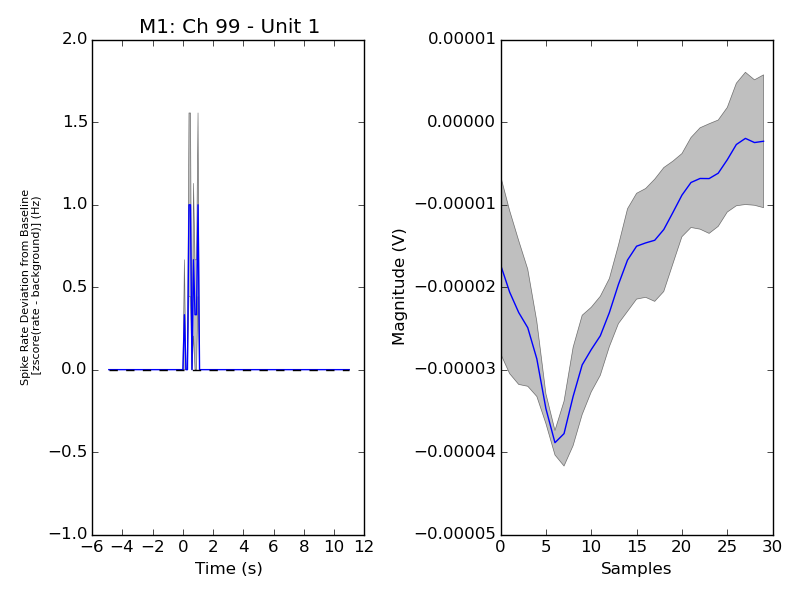 M1: Ch 99 - Unit 1
2.0
1.5
1.0
0.5
0.0
−0.5
−1.0
Spike Rate Deviation from Baseline
[zscore(rate - background)] (Hz)
−6 −4 −2 0 2 4 6 8 10 12
Time (s)
0.00001
0.00000
−0.00001
−0.00002
−0.00003
−0.00004
−0.00005
Magnitude (V)
0 5 10 15 20 25 30
Samples